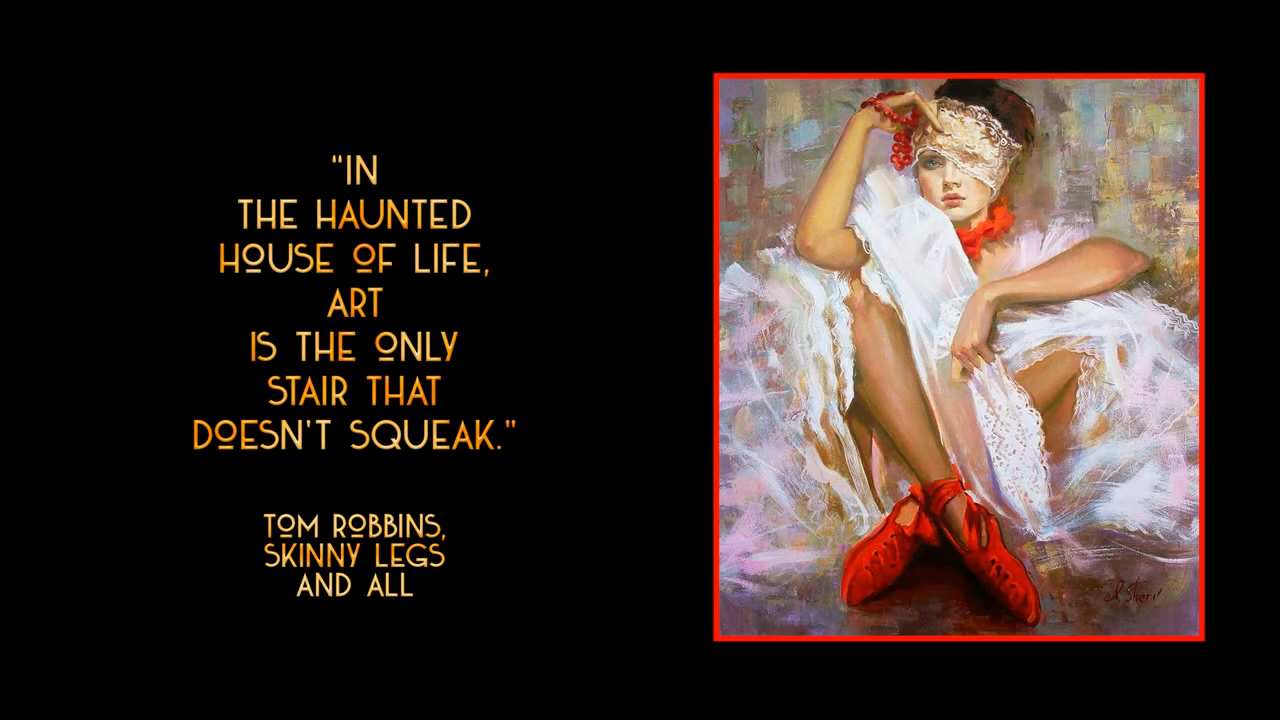 "IN
THE HAUNTED
HOUSE OF LIFE,
ART
IS THE ONLY
STAIR THAT
DOESN'T SQUEAK."
TOM ROBBINS,
SKINNY LEGS
AND ALL